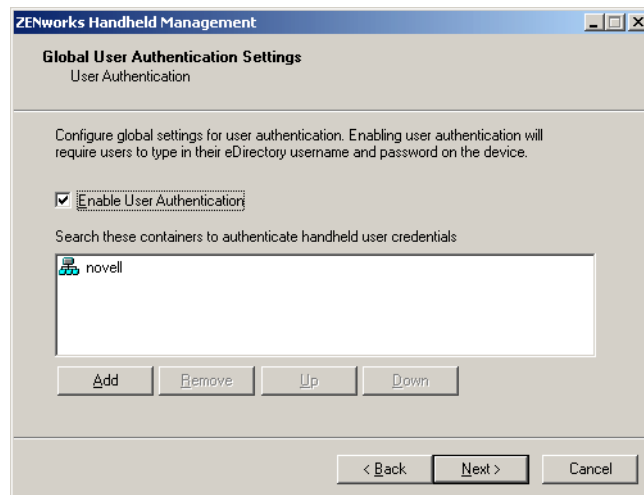 ZENworks Handheld Management
Global User Authentication Settings
User Authentication
Configure global settings for user authentication. Enabling user authentication will
require users to type in their eDirectory username and password on the device.
Enable User Authentication
Search these containers to authenticate handheld user credentials
novell
Add Remove Up Down
< Back Next > Cancel